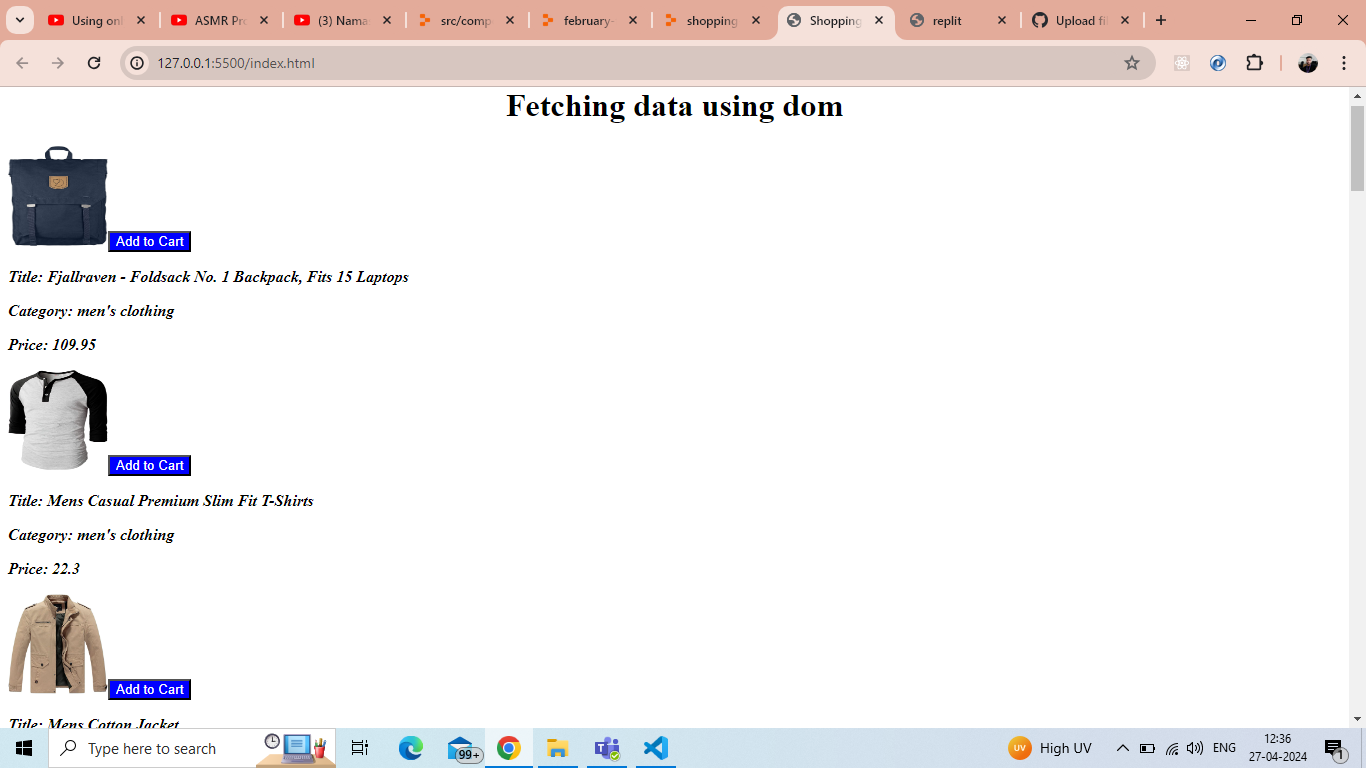 Using onl
ASMR Pro
(3) Nama
src/comp
february-
shopping
Shopping
replit
Upload fil
127.0.0.1:5500/index.html
Fetching data using dom
Add to Cart
Title: Fjallraven - Foldsack No. 1 Backpack, Fits 15 Laptops
Category: men's clothing
Price: 109.95
Add to Cart
Title: Mens Casual Premium Slim Fit T-Shirts
Category: men's clothing
Price: 22.3
Add to Cart
Title: Mens Cotton Jacket
Type here to search
99+
UV
High UV
ENG
12:36
27-04-2024
1